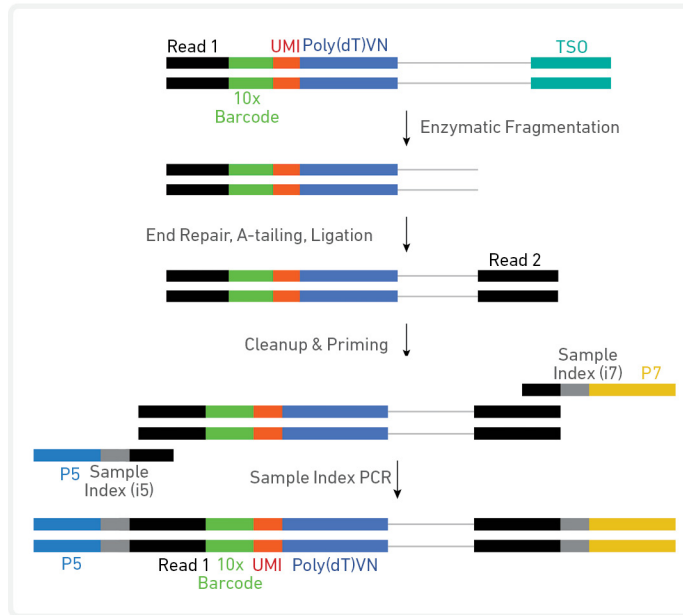 Read 1
UMI
Poly(dT)VN
TSO
10x
Barcode
Enzymatic Fragmentation
End Repair, A-tailing, Ligation
Read 2
Cleanup & Priming
Sample
Index (i7)
P7
P5
Sample
Index (i5)
Sample Index PCR
P5
Read 1
10x
Barcode
UMI
Poly(dT)VN